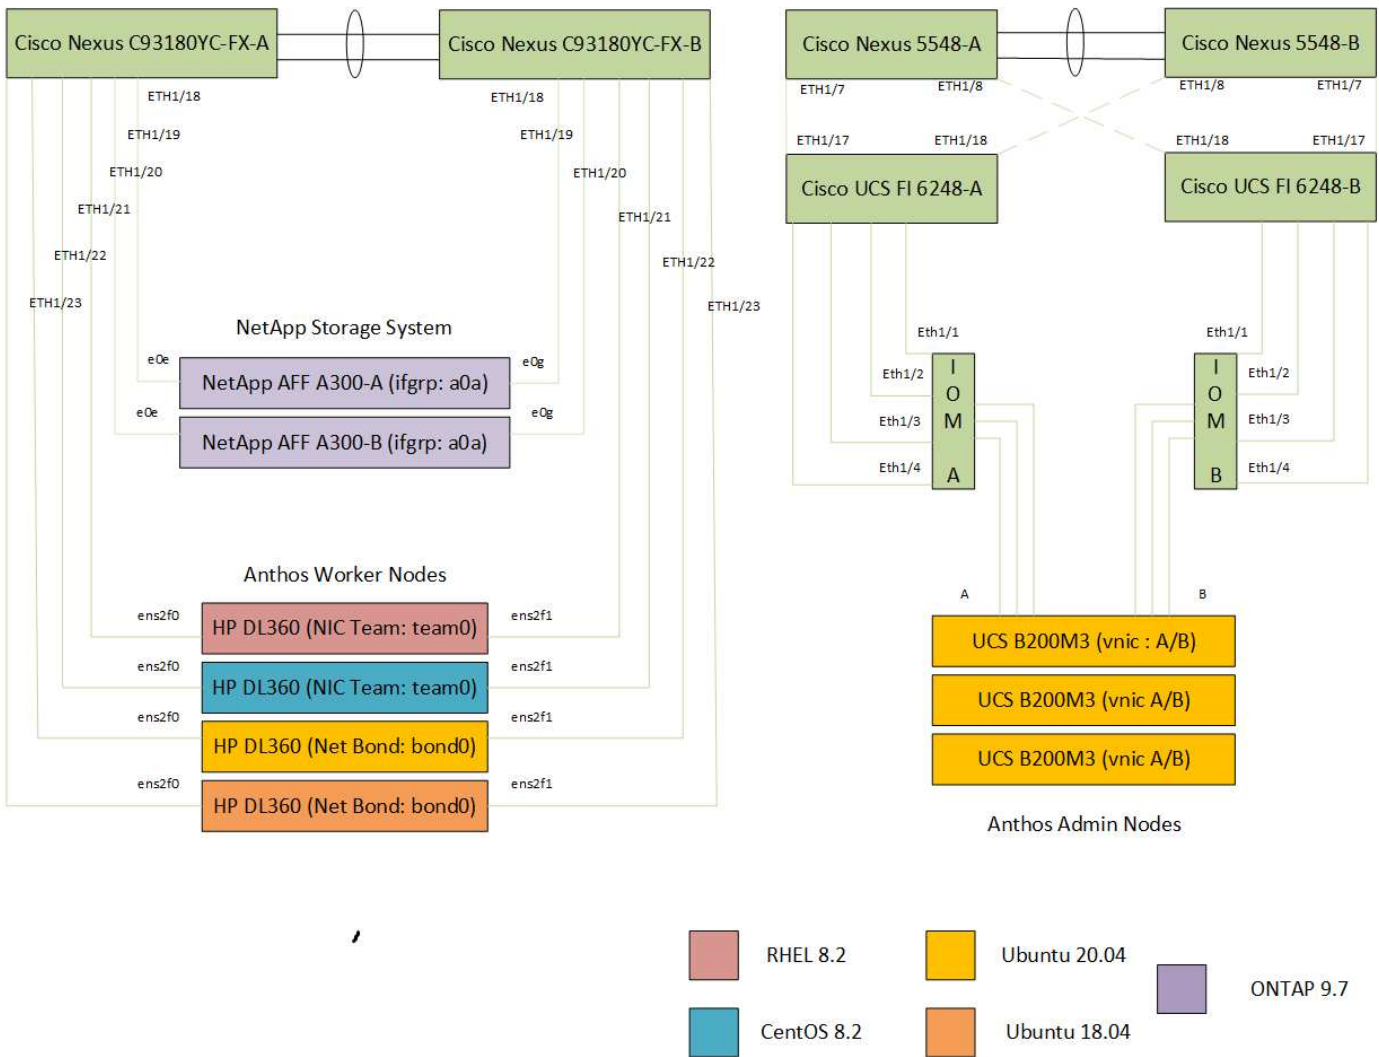 Cisco Nexus C93180YC-FX-A
Cisco Nexus C93180YC-FX-B
ETH1/18
ETH1/19
ETH1/20
ETH1/21
ETH1/22
ETH1/23
ETH1/18
ETH1/19
ETH1/20
ETH1/21
ETH1/22
ETH1/23
NetApp Storage System
e0e
NetApp AFF A300-A (ifgrp: a0a)
e0g
e0e
NetApp AFF A300-B (ifgrp: a0a)
e0g
Anthos Worker Nodes
ens2f0
HP DL360 (NIC Team: team0)
ens2f1
ens2f0
HP DL360 (NIC Team: team0)
ens2f1
ens2f0
HP DL360 (Net Bond: bond0)
ens2f1
ens2f0
HP DL360 (Net Bond: bond0)
ens2f1
Cisco Nexus 5548-A
Cisco Nexus 5548-B
ETH1/7
ETH1/8
ETH1/8
ETH1/7
ETH1/17
ETH1/18
ETH1/18
ETH1/17
Cisco UCS FI 6248-A
Cisco UCS FI 6248-B
Eth1/1
Eth1/2
Eth1/3
Eth1/4
I
O
M
A
Eth1/1
I
O
M
B
Eth1/2
Eth1/3
Eth1/4
A
B
UCS B200M3 (vnic : A/B)
UCS B200M3 (vnic A/B)
UCS B200M3 (vnic A/B)
Anthos Admin Nodes
RHEL 8.2
Ubuntu 20.04
ONTAP 9.7
CentOS 8.2
Ubuntu 18.04